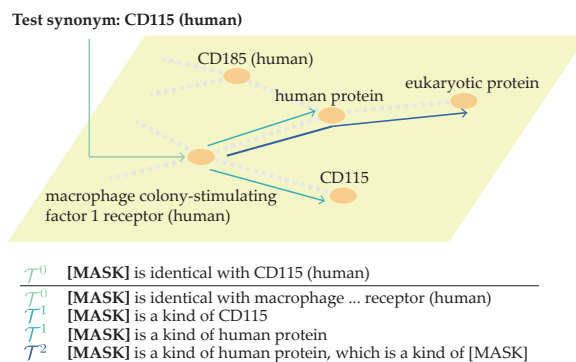 Test synonym: CD115 (human)
CD185 (human)
eukaryotic protein
human protein
CD115
macrophage colony-stimulating
factor 1 receptor (human)
𝒯⁰ [MASK] is identical with CD115 (human)
𝒯⁰ [MASK] is identical with macrophage ... receptor (human)
𝒯¹ [MASK] is a kind of CD115
𝒯¹ [MASK] is a kind of human protein
𝒯² [MASK] is a kind of human protein, which is a kind of [MASK]